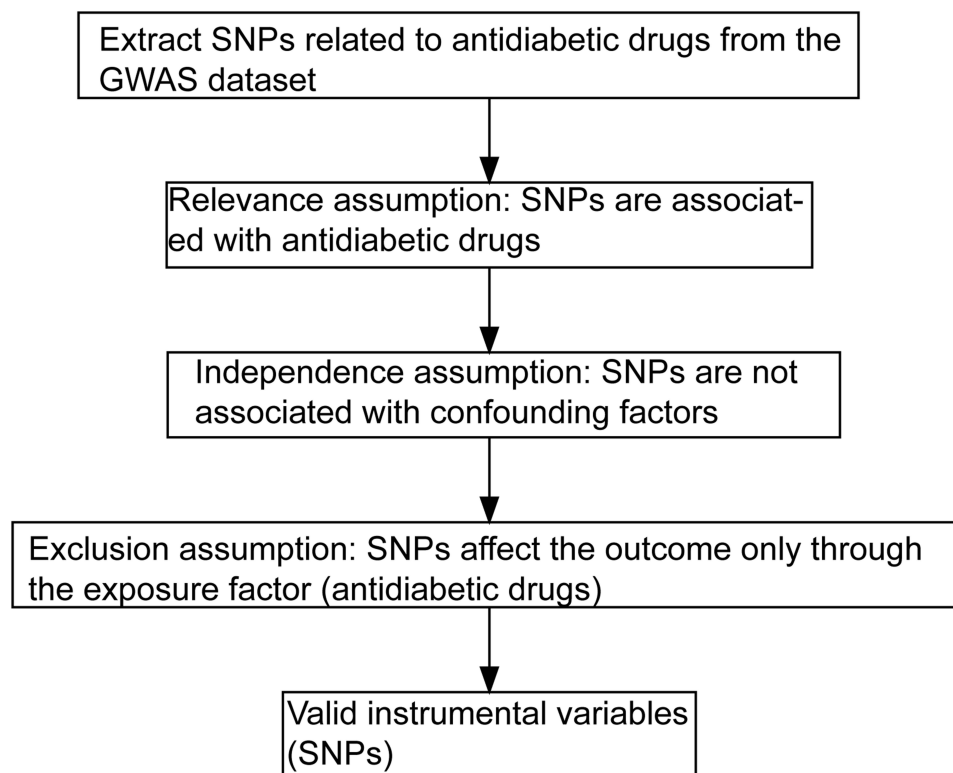 Extract SNPs related to antidiabetic drugs from the
GWAS dataset
Relevance assumption: SNPs are associat-
ed with antidiabetic drugs
Independence assumption: SNPs are not
associated with confounding factors
Exclusion assumption: SNPs affect the outcome only through
the exposure factor (antidiabetic drugs)
Valid instrumental variables
(SNPs)